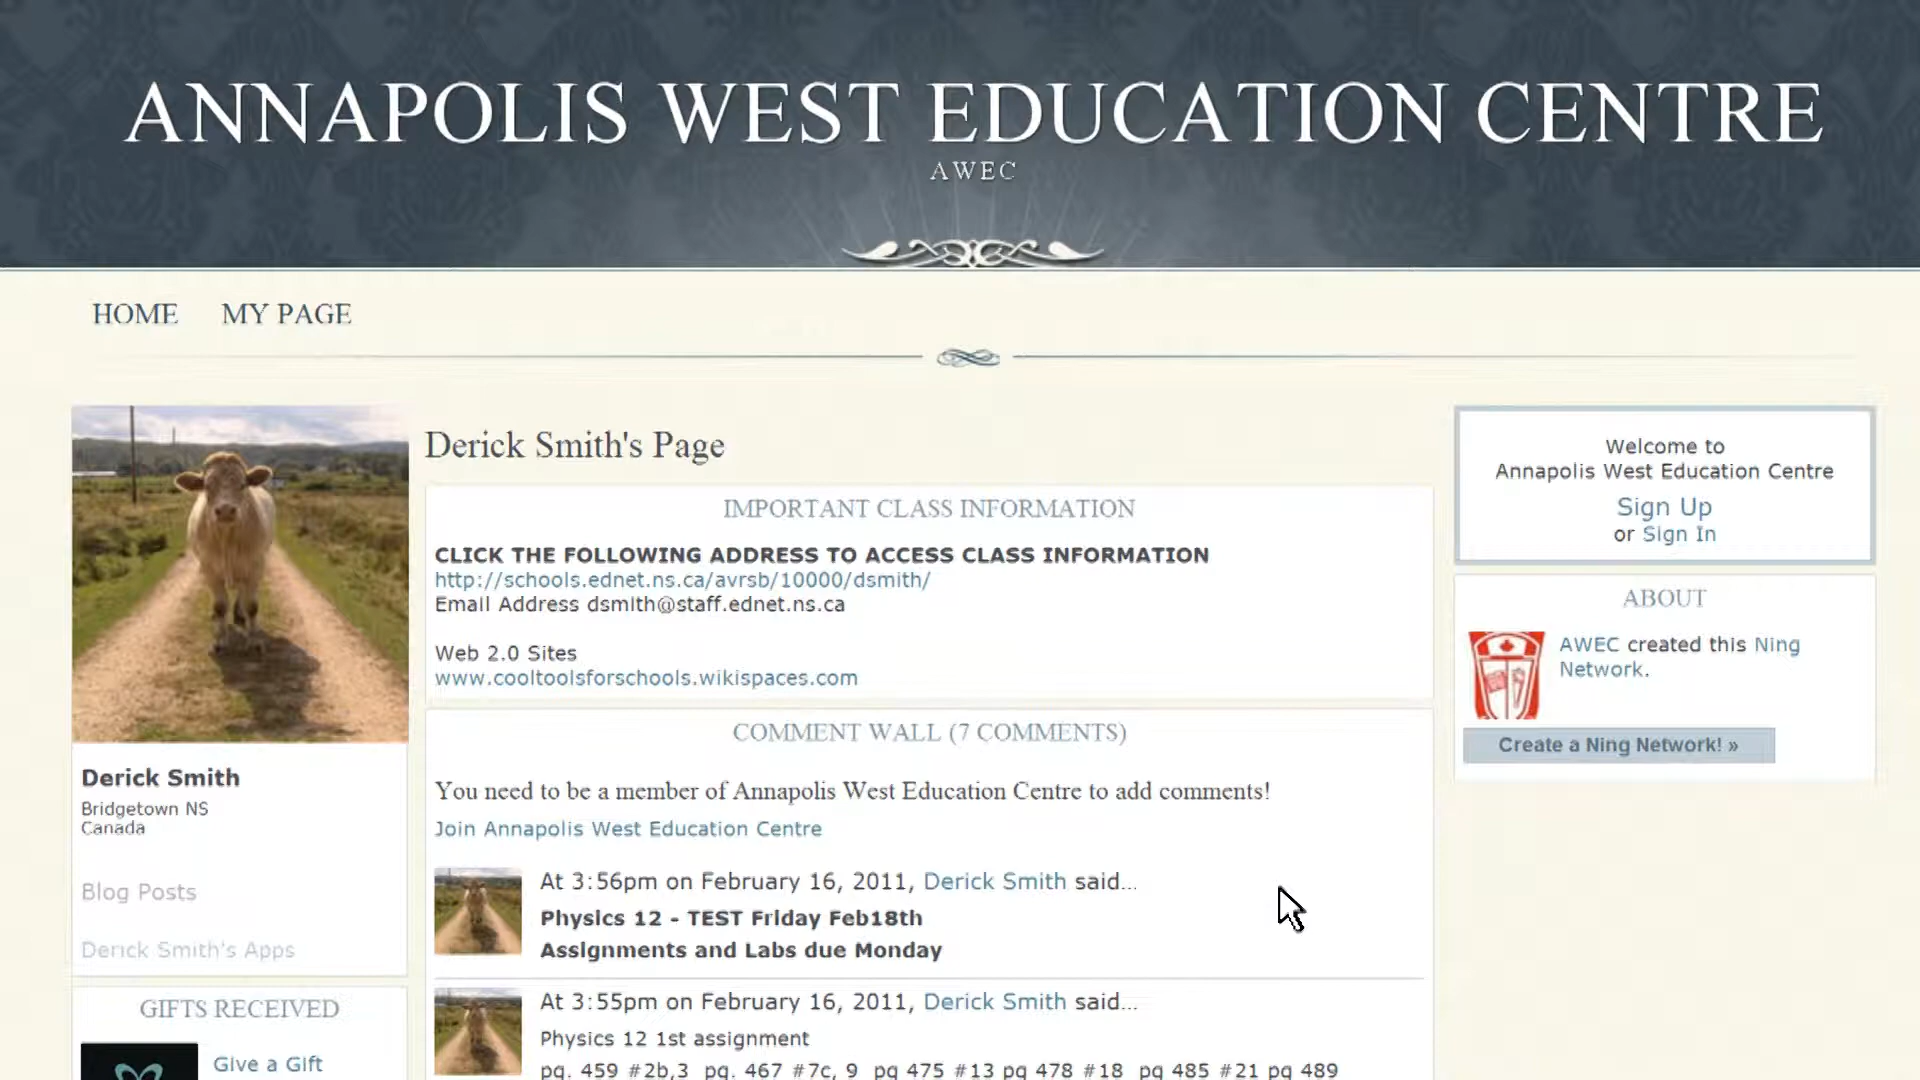 ANNAPOLIS WEST EDUCATION CENTRE
AWEC
HOME MY PAGE
Derick Smith
Bridgetown NS
Canada
Blog Posts
Derick Smith's Apps
GIFTS RECEIVED
Give a Gift
Derick Smith's Page
IMPORTANT CLASS INFORMATION
CLICK THE FOLLOWING ADDRESS TO ACCESS CLASS INFORMATION
http://schools.ednet.ns.ca/avrsb/10000/dsmith/
Email Address dsmith@staff.ednet.ns.ca
Web 2.0 Sites
www.cooltoolsforschools.wikispaces.com
COMMENT WALL (7 COMMENTS)
You need to be a member of Annapolis West Education Centre to add comments!
Join Annapolis West Education Centre
At 3:56pm on February 16, 2011, Derick Smith said...
Physics 12 - TEST Friday Feb18th
Assignments and Labs due Monday
At 3:55pm on February 16, 2011, Derick Smith said...
Physics 12 1st assignment
pg. 459 #2b,3 pg. 467 #7c, 9 pg 475 #13 pg 478 #18 pg 485 #21 pg 489
Welcome to
Annapolis West Education Centre
Sign Up
or Sign In
ABOUT
AWEC created this Ning
Network.
Create a Ning Network! »